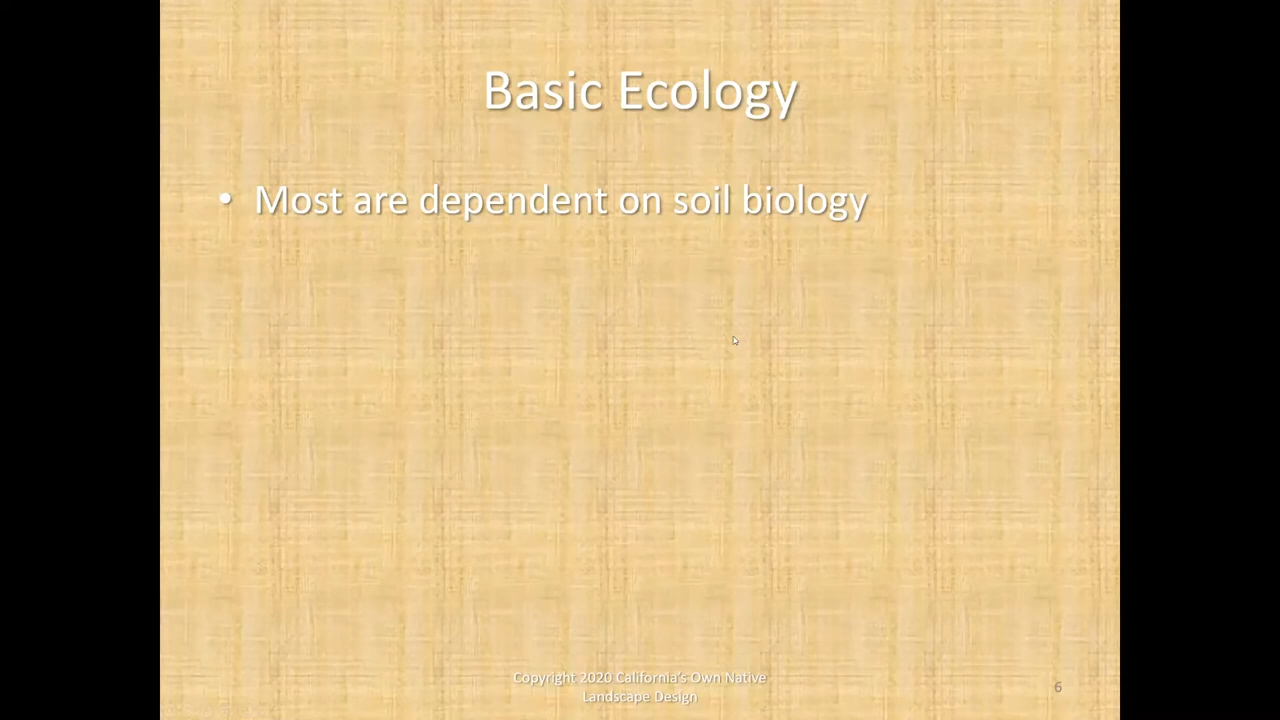 Basic Ecology
• Most are dependent on soil biology
Copyright 2020 California's Own Native
Landscape Design
6